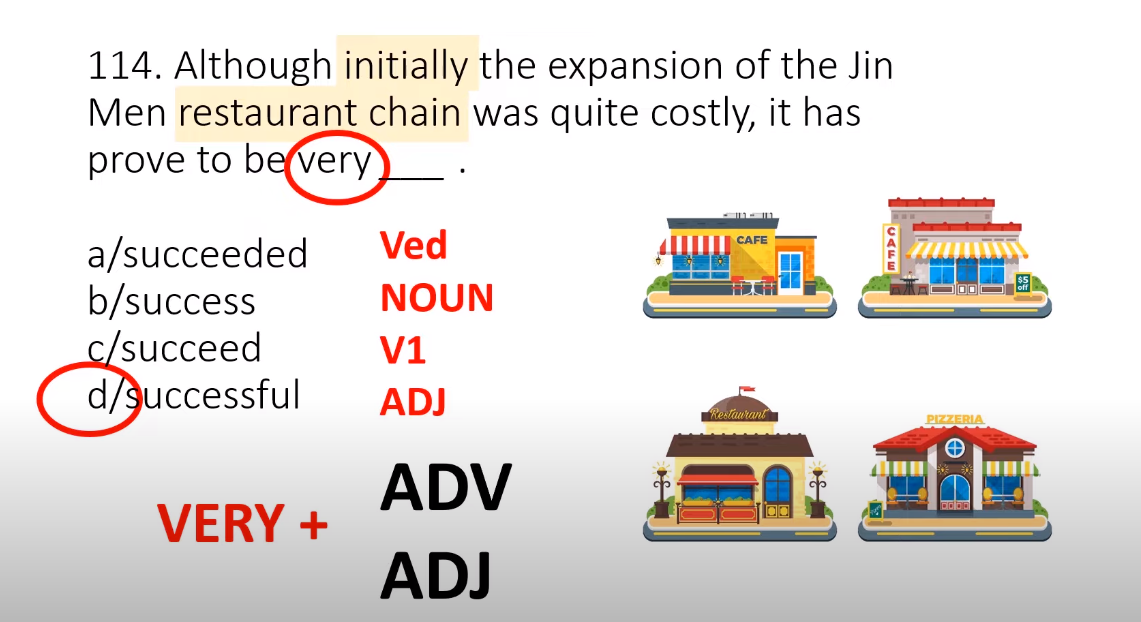 114. Although initially the expansion of the Jin
Men restaurant chain was quite costly, it has
prove to be very ___ .
a/succeeded
Ved
b/success
NOUN
c/succeed
V1
d/successful
ADJ
VERY +
ADV
ADJ
CAFE
CAFE
$5
off
Restaurant
PIZZERIA